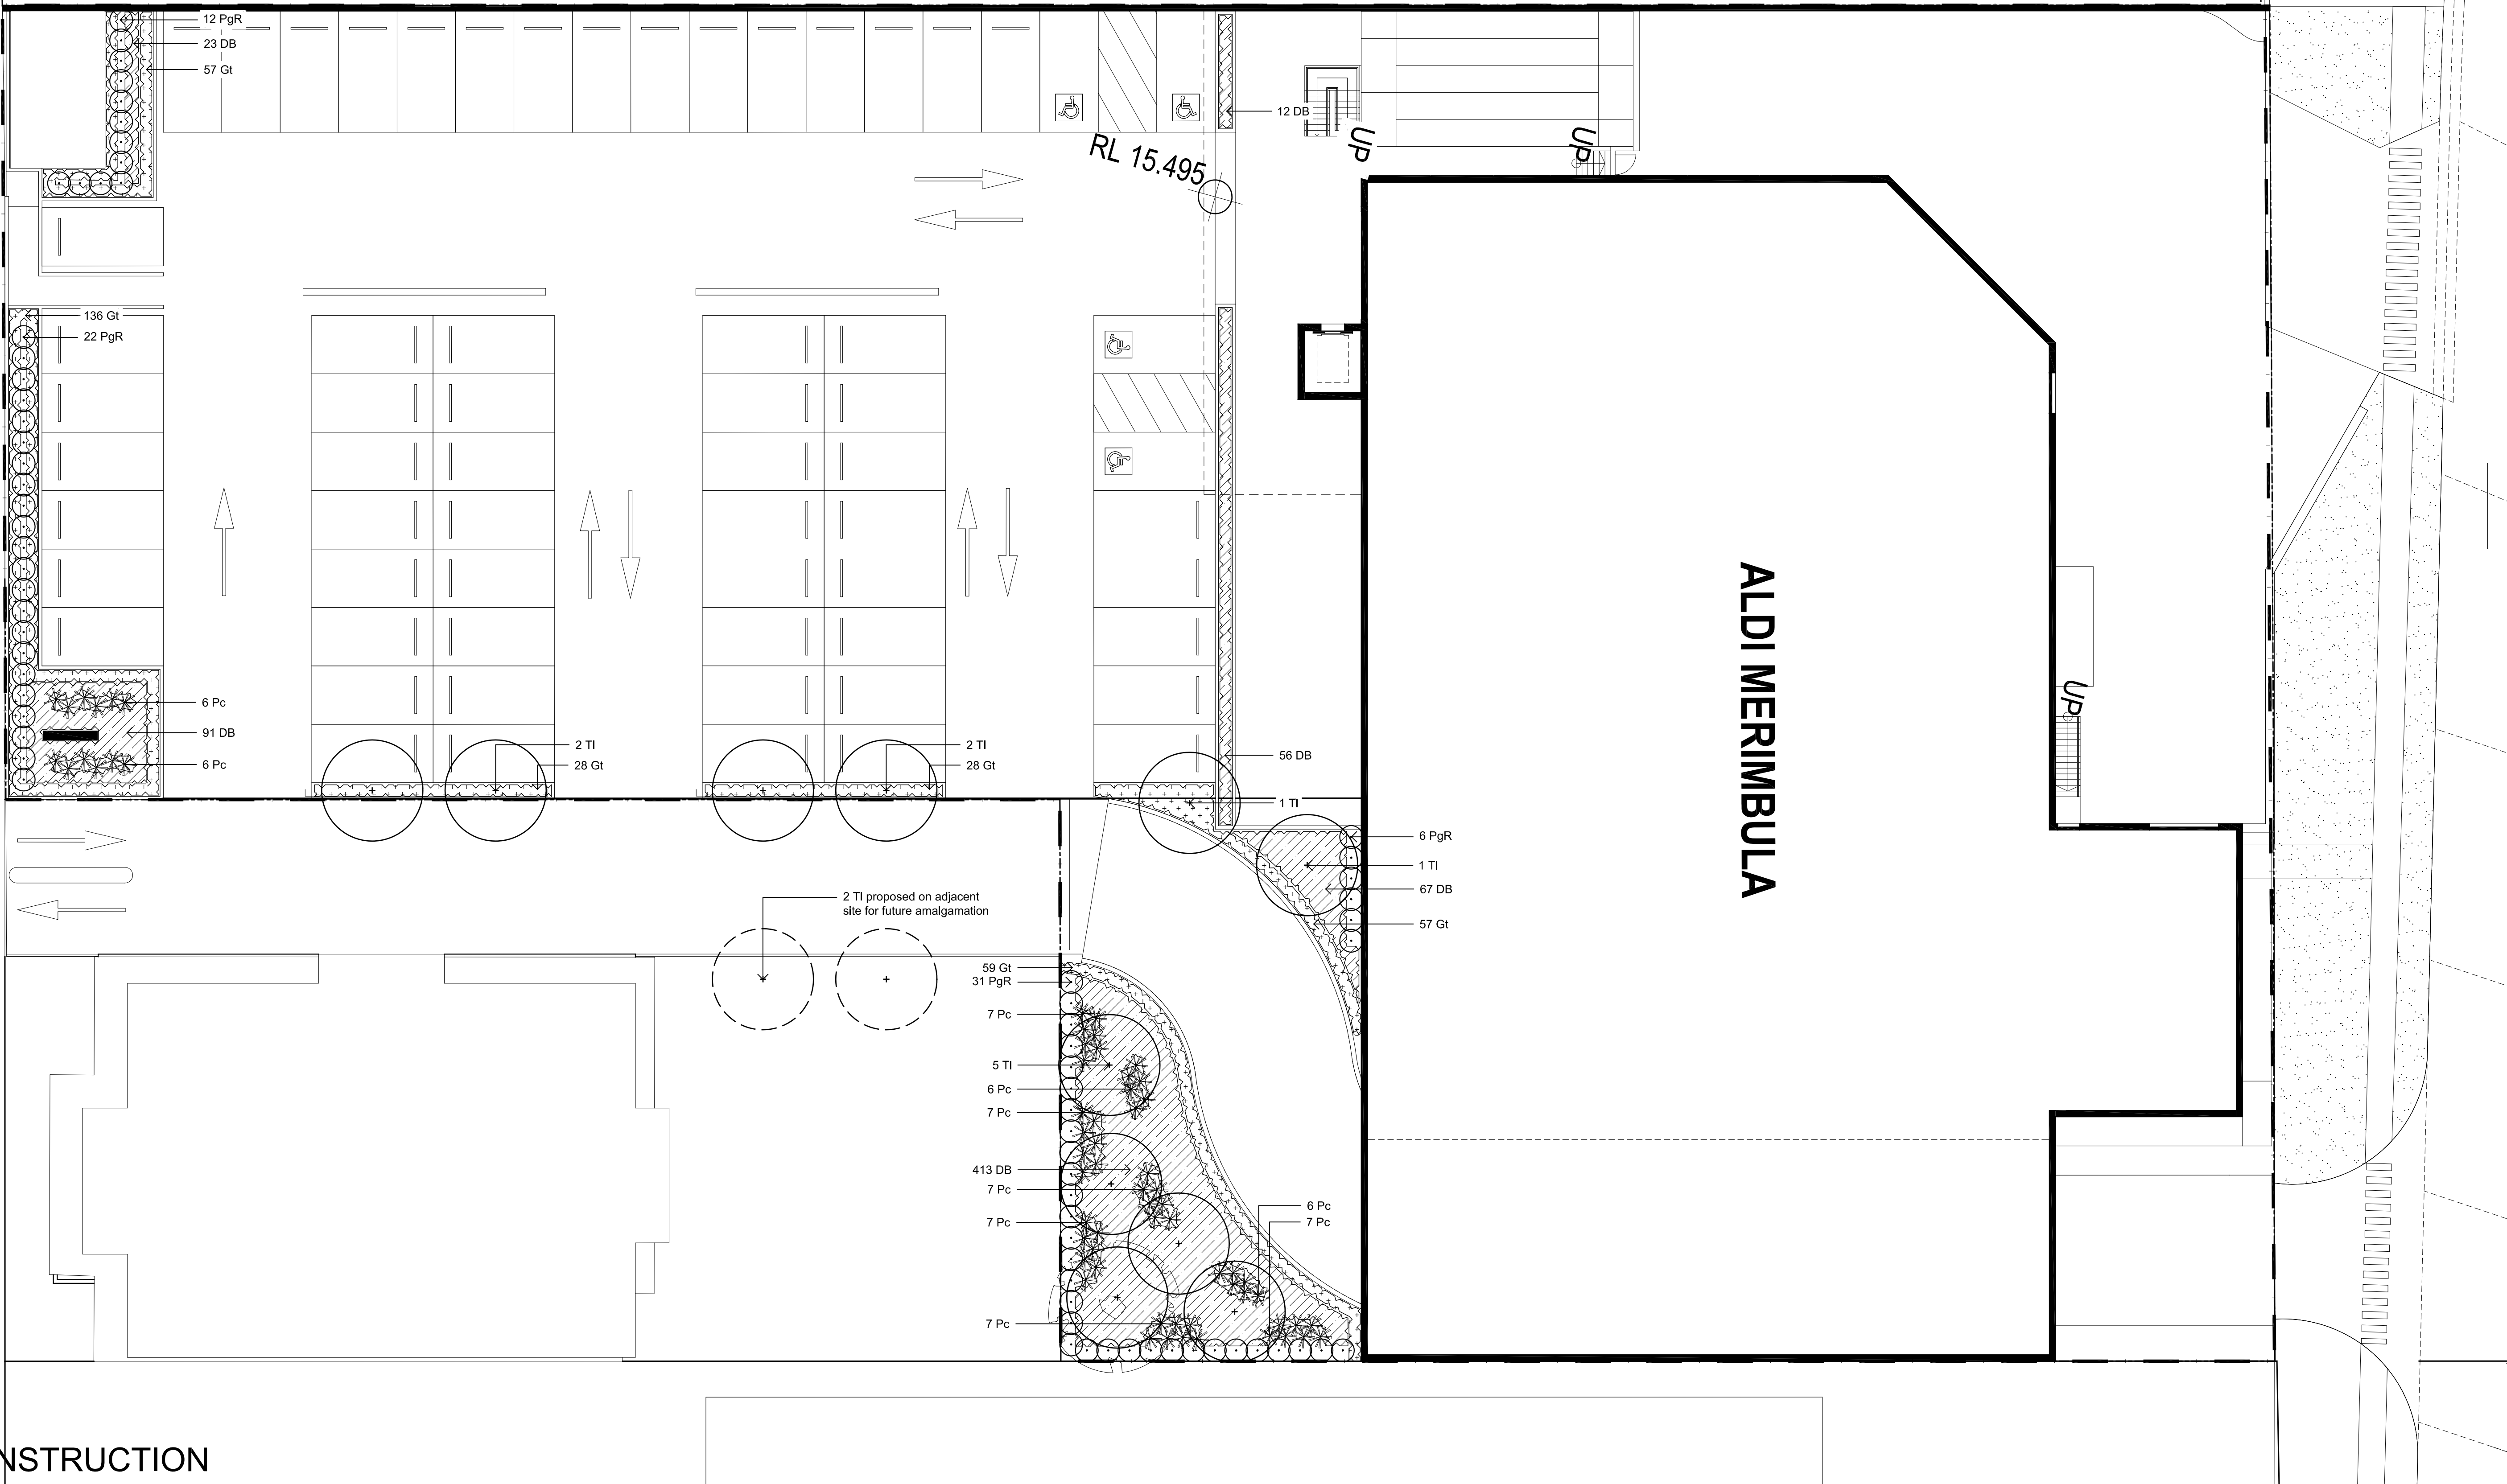 12 PgR
23 DB
57 Gt
12 DB
UP
UP
RL 15.495
136 Gt
22 PgR
ALDI MERIMBULA
UP
6 Pc
91 DB
6 Pc
2 TI
28 Gt
2 TI
28 Gt
56 DB
1 TI
6 PgR
1 TI
67 DB
57 Gt
2 TI proposed on adjacent
site for future amalgamation
59 Gt
31 PgR
7 Pc
5 TI
6 Pc
7 Pc
413 DB
7 Pc
7 Pc
6 Pc
7 Pc
7 Pc
NSTRUCTION